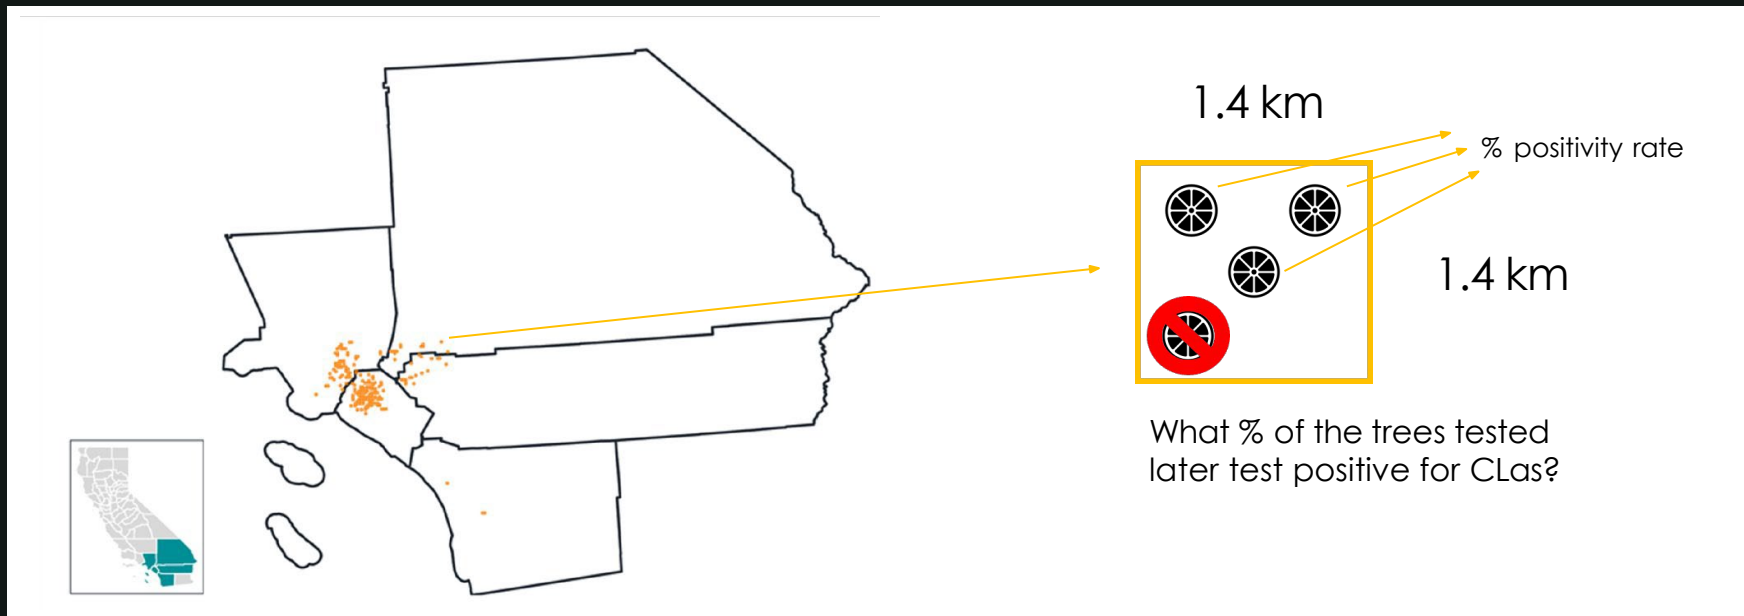 1.4 km
% positivity rate
1.4 km
What % of the trees tested
later test positive for CLas?